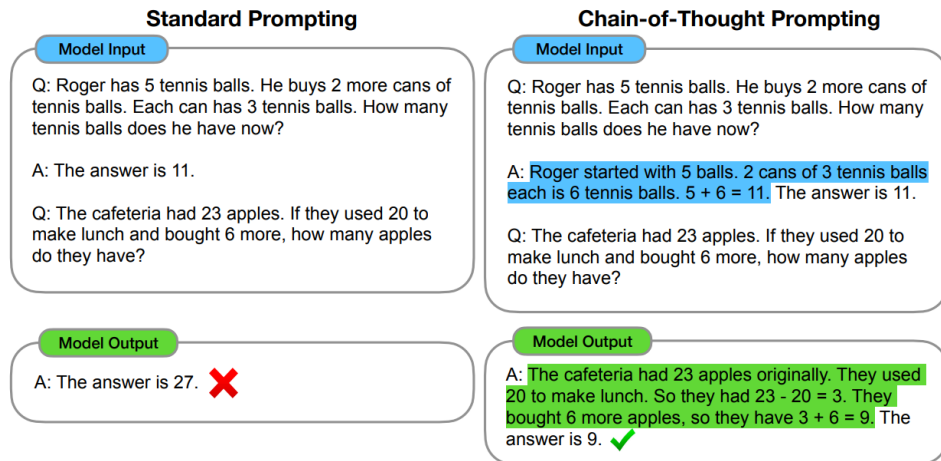 Standard Prompting
Model Input
Q: Roger has 5 tennis balls. He buys 2 more cans of
tennis balls. Each can has 3 tennis balls. How many
tennis balls does he have now?
A: The answer is 11.
Q: The cafeteria had 23 apples. If they used 20 to
make lunch and bought 6 more, how many apples
do they have?
Model Output
A: The answer is 27.
Chain-of-Thought Prompting
Model Input
Q: Roger has 5 tennis balls. He buys 2 more cans of
tennis balls. Each can has 3 tennis balls. How many
tennis balls does he have now?
A: Roger started with 5 balls. 2 cans of 3 tennis balls
each is 6 tennis balls. 5 + 6 = 11. The answer is 11.
Q: The cafeteria had 23 apples. If they used 20 to
make lunch and bought 6 more, how many apples
do they have?
Model Output
A: The cafeteria had 23 apples originally. They used
20 to make lunch. So they had 23 - 20 = 3. They
bought 6 more apples, so they have 3 + 6 = 9. The
answer is 9.